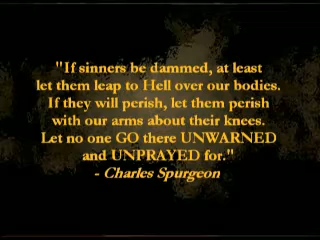 "If sinners be dammed, at least
let them leap to Hell over our bodies.
If they will perish, let them perish
with our arms about their knees.
Let no one GO there UNWARNED
and UNPRAYED for."
- Charles Spurgeon